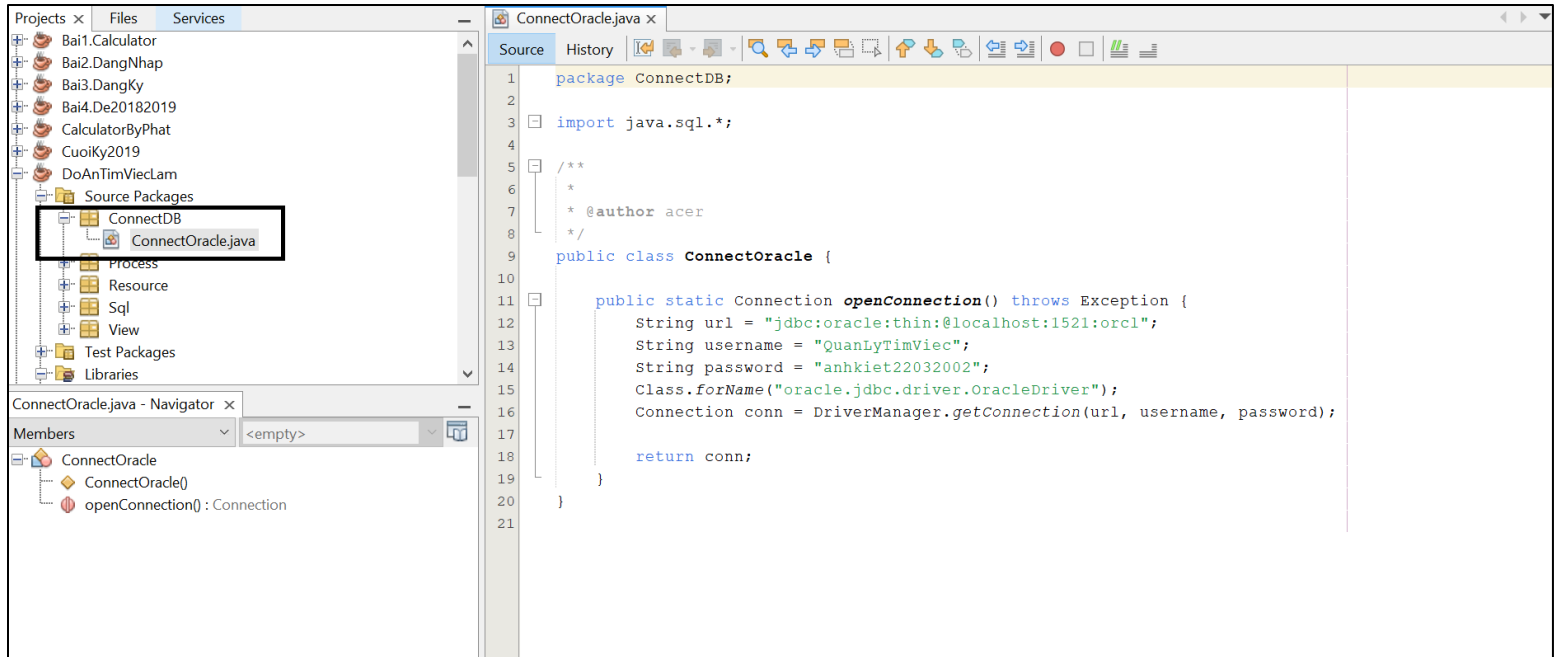 Projects Files Services
Bai1.Calculator
Bai2.DangNhap
Bai3.DangKy
Bai4.De20182019
CalculatorByPhat
CuoiKy2019
DoAnTimViecLam
Source Packages
ConnectDB
ConnectOracle.java
Process
Resource
Sql
View
Test Packages
Libraries
ConnectOracle.java - Navigator
Members <empty>
ConnectOracle
ConnectOracle()
openConnection() : Connection
ConnectOracle.java
Source History
1 package ConnectDB;
2
3 import java.sql.*;
4
5 /**
6 *
7 * @author acer
8 */
9 public class ConnectOracle {
10
11 public static Connection openConnection() throws Exception {
12 String url = "jdbc:oracle:thin:@localhost:1521:orcl";
13 String username = "QuanLyTimViec";
14 String password = "anhkiet22032002";
15 Class.forName("oracle.jdbc.driver.OracleDriver");
16 Connection conn = DriverManager.getConnection(url, username, password);
17
18 return conn;
19 }
20 }
21